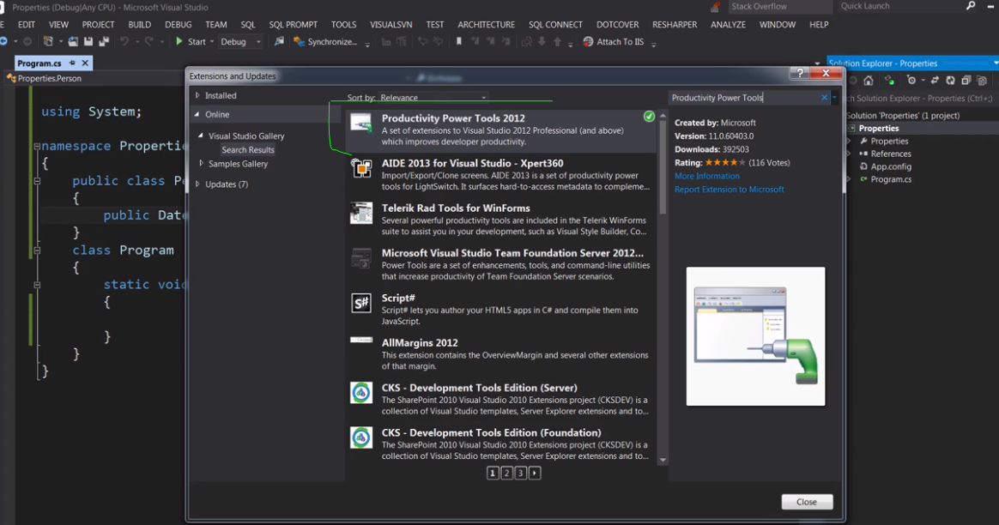 Properties (Debug|Any CPU) - Microsoft Visual Studio
Stack Overflow
Quick Launch
E EDIT VIEW PROJECT BUILD DEBUG TEAM SQL SQL PROMPT TOOLS VISUALSVN TEST ARCHITECTURE SQL CONNECT DOTCOVER RESHARPER ANALYZE WINDOW HELP
Start Debug Synchronize... Attach To IIS
Program.cs
Properties.Person
using System;
namespace Properti
{
public class Pe
{
public Date
}
class Program
{
static void
{
}
}
}
Extensions and Updates
Installed
Online
Visual Studio Gallery
Search Results
Samples Gallery
Updates (7)
Sort by: Relevance
Productivity Power Tools 2012
A set of extensions to Visual Studio 2012 Professional (and above)
which improves developer productivity.
AIDE 2013 for Visual Studio - Xpert360
Import/Export/Clone screens. AIDE 2013 is a set of productivity power
tools for LightSwitch. It surfaces hard-to-access metadata to compleme...
Telerik Rad Tools for WinForms
Several powerful productivity tools are included in the Telerik WinForms
suite to assist you in your development, such as Visual Style Builder, Co...
Microsoft Visual Studio Team Foundation Server 2012...
Power Tools are a set of enhancements, tools, and command-line utilities
that increase productivity of Team Foundation Server scenarios.
S#
Script#
Script# lets you author your HTML5 apps in C# and compile them into
JavaScript.
AllMargins 2012
This extension contains the OverviewMargin and several other extensions
of that margin.
CKS - Development Tools Edition (Server)
The SharePoint 2010 Visual Studio 2010 Extensions project (CKSDEV) is a
collection of Visual Studio templates, Server Explorer extensions and to...
CKS - Development Tools Edition (Foundation)
The SharePoint 2010 Visual Studio 2010 Extensions project (CKSDEV) is a
collection of Visual Studio templates, Server Explorer extensions and to...
1 2 3
Productivity Power Tools
Created by: Microsoft
Version: 11.0.60403.0
Downloads: 392503
Rating: (116 Votes)
More Information
Report Extension to Microsoft
Close
Solution Explorer - Properties
ch Solution Explorer (Ctrl+;)
Solution 'Properties' (1 project)
Properties
Properties
References
App.config
Program.cs